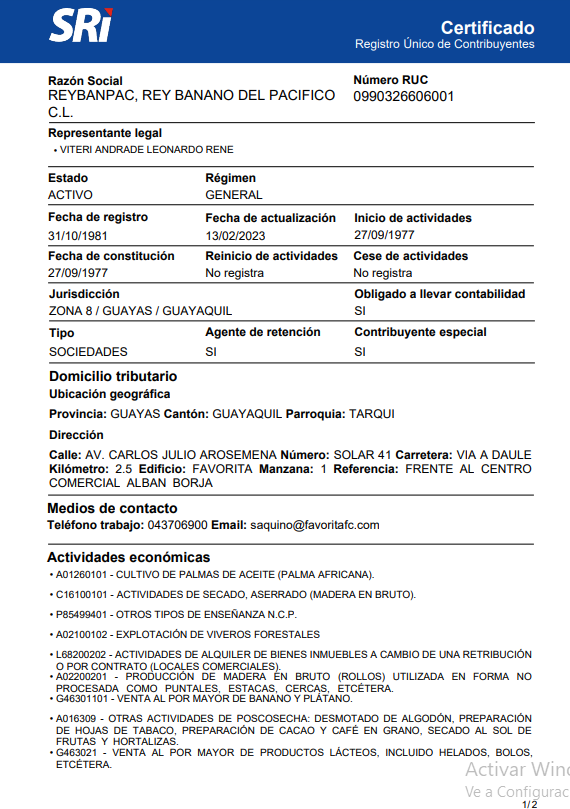 SRi
Certificado
Registro Único de Contribuyentes
Razón Social
REYBANPAC, REY BANANO DEL PACIFICO
C.L.
Número RUC
0990326606001
Representante legal
• VITERI ANDRADE LEONARDO RENE
Estado
ACTIVO
Régimen
GENERAL
Fecha de registro
31/10/1981
Fecha de actualización
13/02/2023
Inicio de actividades
27/09/1977
Fecha de constitución
27/09/1977
Reinicio de actividades
No registra
Cese de actividades
No registra
Jurisdicción
ZONA 8 / GUAYAS / GUAYAQUIL
Obligado a llevar contabilidad
SI
Tipo
SOCIEDADES
Agente de retención
SI
Contribuyente especial
SI
Domicilio tributario
Ubicación geográfica
Provincia: GUAYAS Cantón: GUAYAQUIL Parroquia: TARQUI
Dirección
Calle: AV. CARLOS JULIO AROSEMENA Número: SOLAR 41 Carretera: VIA A DAULE
Kilómetro: 2.5 Edificio: FAVORITA Manzana: 1 Referencia: FRENTE AL CENTRO
COMERCIAL ALBAN BORJA
Medios de contacto
Teléfono trabajo: 043706900 Email: saquino@favoritafc.com
Actividades económicas
• A01260101 - CULTIVO DE PALMAS DE ACEITE (PALMA AFRICANA).
• C16100101 - ACTIVIDADES DE SECADO, ASERRADO (MADERA EN BRUTO).
• P85499401 - OTROS TIPOS DE ENSEÑANZA N.C.P.
• A02100102 - EXPLOTACIÓN DE VIVEROS FORESTALES
• L68200202 - ACTIVIDADES DE ALQUILER DE BIENES INMUEBLES A CAMBIO DE UNA RETRIBUCIÓN
O POR CONTRATO (LOCALES COMERCIALES).
• A02200201 - PRODUCCIÓN DE MADERA EN BRUTO (ROLLOS) UTILIZADA EN FORMA NO
PROCESADA COMO PUNTALES, ESTACAS, CERCAS, ETCÉTERA.
• G46301101 - VENTA AL POR MAYOR DE BANANO Y PLÁTANO.
• A016309 - OTRAS ACTIVIDADES DE POSCOSECHA: DESMOTADO DE ALGODÓN, PREPARACIÓN
DE HOJAS DE TABACO, PREPARACIÓN DE CACAO Y CAFÉ EN GRANO, SECADO AL SOL DE
FRUTAS Y HORTALIZAS.
• G463021 - VENTA AL POR MAYOR DE PRODUCTOS LÁCTEOS, INCLUIDO HELADOS, BOLOS,
ETCÉTERA.
Activar Wind
Ve a Configurac
1/2